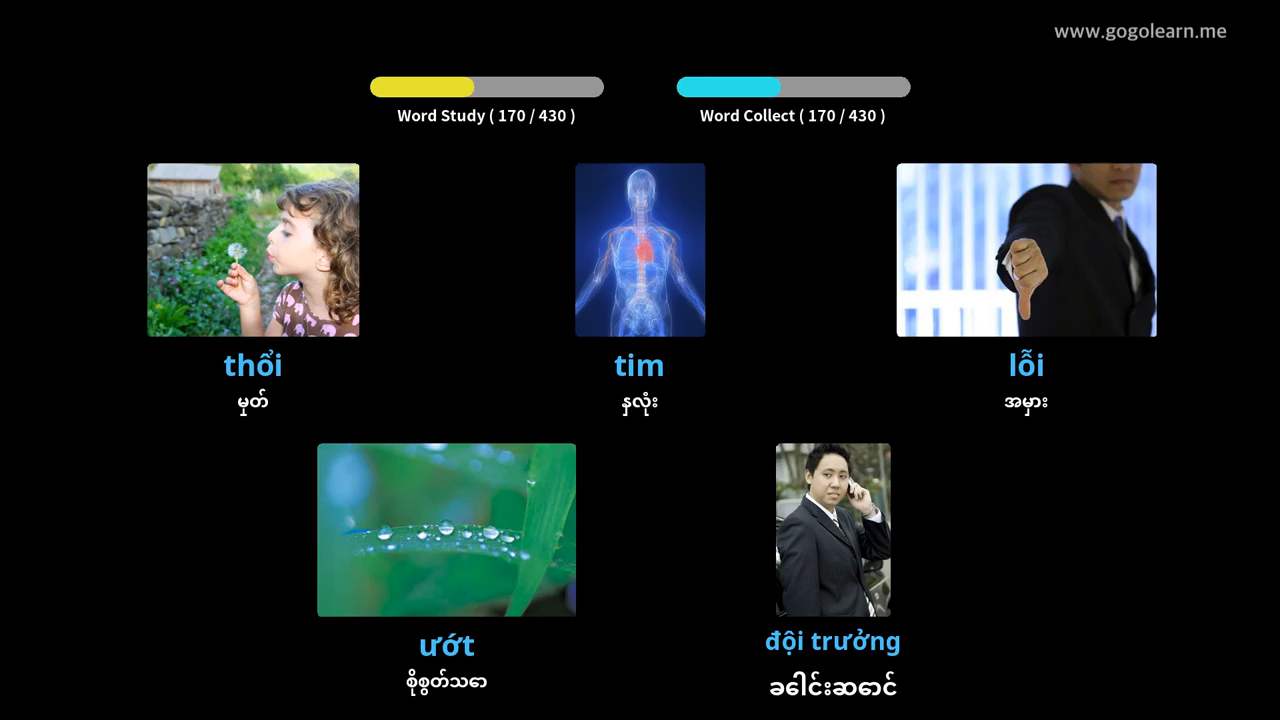 www.gogolearn.me
Word Study ( 170 / 430 )
Word Collect ( 170 / 430 )
thổi
မှုတ်
tim
နှလုံး
lỗi
အမှား
ướt
စိုစွတ်သော
đội trưởng
ခေါင်းဆောင်